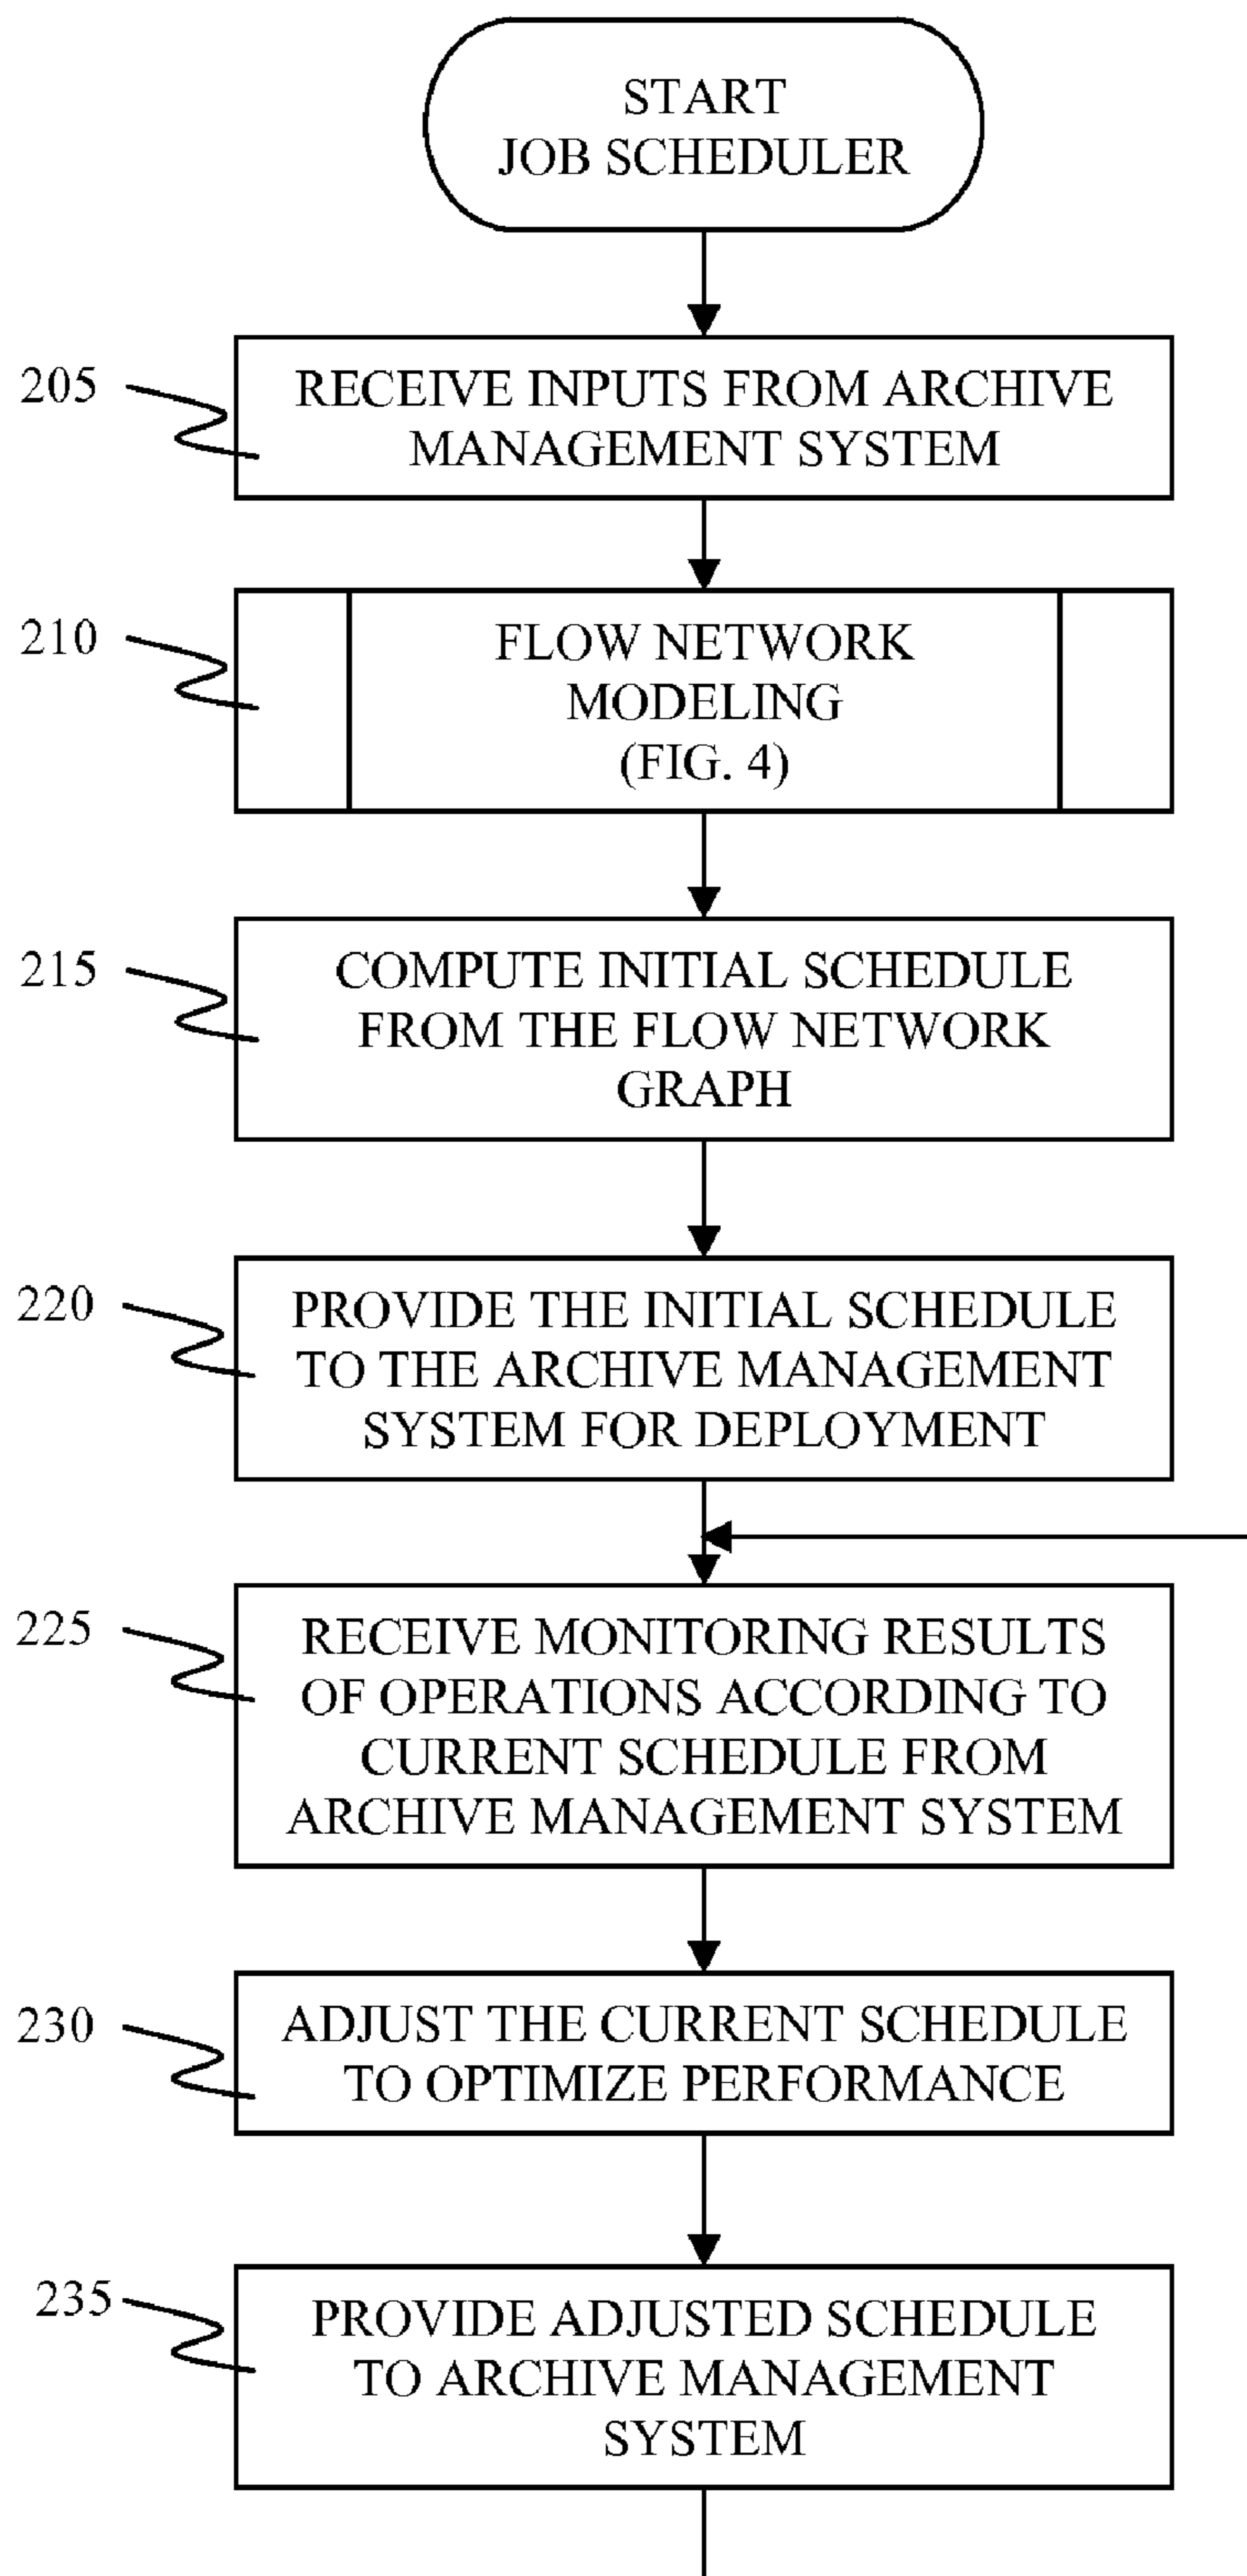 START
JOB SCHEDULER
205
RECEIVE INPUTS FROM ARCHIVE
MANAGEMENT SYSTEM
210
FLOW NETWORK
MODELING
(FIG. 4)
215
COMPUTE INITIAL SCHEDULE
FROM THE FLOW NETWORK
GRAPH
220
PROVIDE THE INITIAL SCHEDULE
TO THE ARCHIVE MANAGEMENT
SYSTEM FOR DEPLOYMENT
225
RECEIVE MONITORING RESULTS
OF OPERATIONS ACCORDING TO
CURRENT SCHEDULE FROM
ARCHIVE MANAGEMENT SYSTEM
230
ADJUST THE CURRENT SCHEDULE
TO OPTIMIZE PERFORMANCE
235
PROVIDE ADJUSTED SCHEDULE
TO ARCHIVE MANAGEMENT
SYSTEM